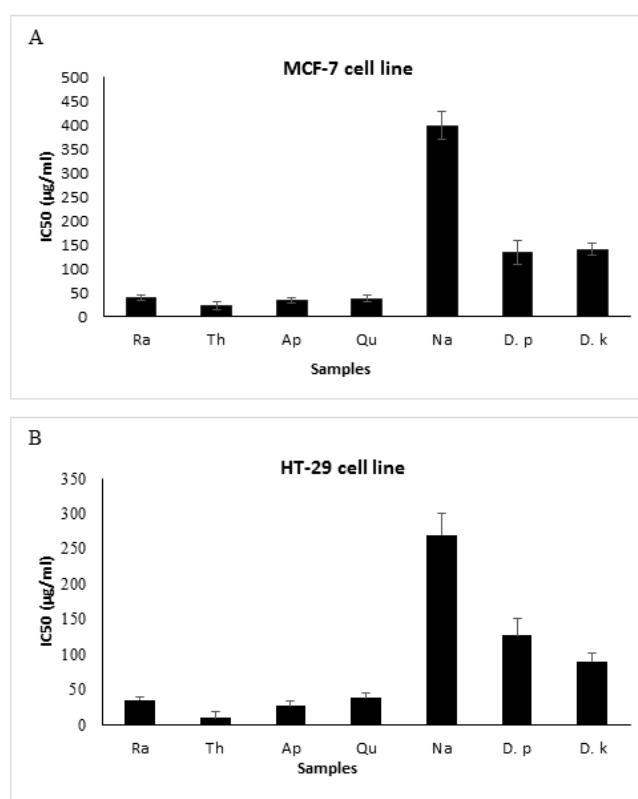 A
MCF-7 cell line
500
450
400
350
300
250
200
150
100
50
0
IC50 (µg/ml)
Ra Th Ap Qu Na D. p D. k
Samples
B
HT-29 cell line
350
300
250
200
150
100
50
0
IC50 (µg/ml)
Ra Th Ap Qu Na D. p D. k
Samples